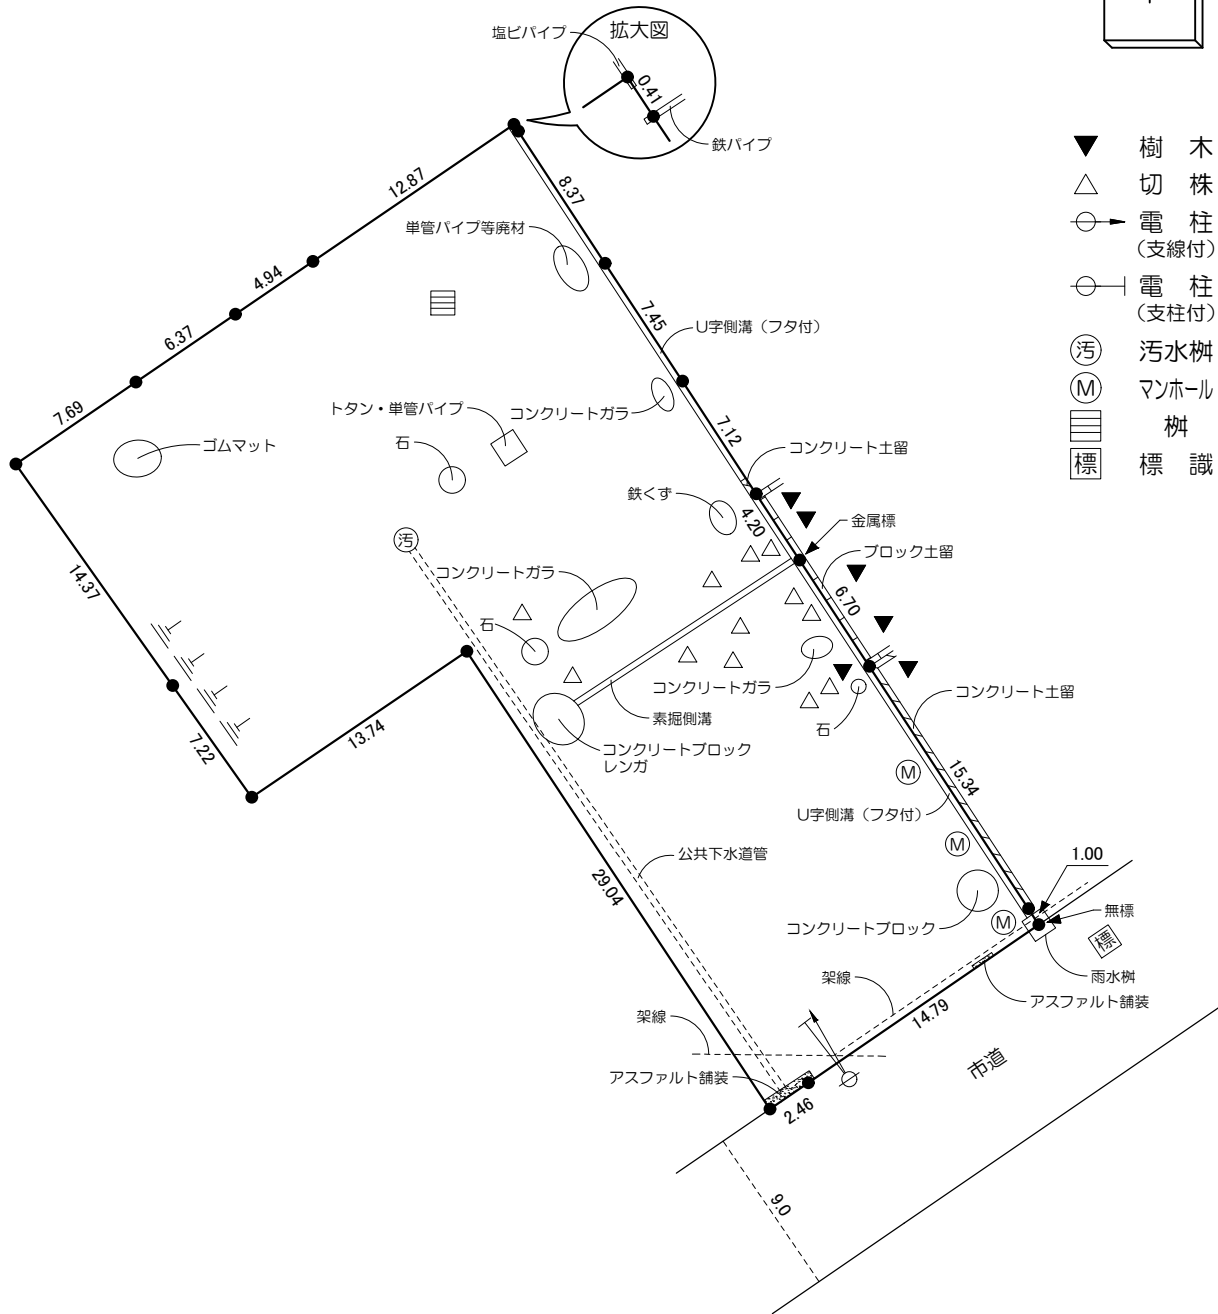 塩ビパイプ
拡大図
0.41
鉄パイプ
12.87
8.37
樹 木
切 株
電 柱
(支線付)
電 柱
(支柱付)
汚 汚水桝
M マンホール
桝
標 標 識
単管パイプ等廃材
4.94
6.37
7.45
U字側溝（フタ付）
7.69
トタン・単管パイプ
コンクリートガラ
石
ゴムマット
7.12
コンクリート土留
鉄くず
4.20
金属標
汚
ブロック土留
14.37
コンクリートガラ
6.70
石
コンクリートガラ
コンクリート土留
素掘側溝
石
7.22
13.74
コンクリートブロック
レンガ
M
15.34
U字側溝（フタ付）
公共下水道管
M
1.00
29.04
無標
コンクリートブロック
M
標
架線
雨水桝
アスファルト舗装
架線
14.79
市道
アスファルト舗装
2.46
9.0